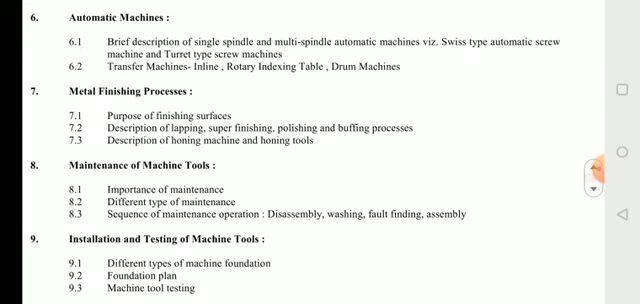 6. Automatic Machines :
6.1 Brief description of single spindle and multi-spindle automatic machines viz. Swiss type automatic screw
machine and Turret type screw machines
6.2 Transfer Machines- Inline , Rotary Indexing Table , Drum Machines
7. Metal Finishing Processes :
7.1 Purpose of finishing surfaces
7.2 Description of lapping, super finishing, polishing and buffing processes
7.3 Description of honing machine and honing tools
8. Maintenance of Machine Tools :
8.1 Importance of maintenance
8.2 Different type of maintenance
8.3 Sequence of maintenance operation : Disassembly, washing, fault finding, assembly
9. Installation and Testing of Machine Tools :
9.1 Different types of machine foundation
9.2 Foundation plan
9.3 Machine tool testing